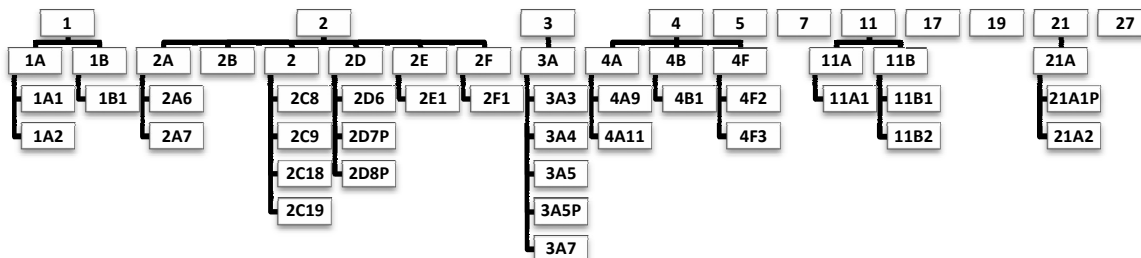 1 2 3 4 5 7 11 17 19 21 27
1A 1B 2A 2B 2 2D 2E 2F 3A 4A 4B 4F 11A 11B 21A
1A1 1B1 2A6 2C8 2D6 2E1 2F1 3A3 4A9 4B1 4F2 11A1 11B1 21A1P
1A2 2A7 2C9 2D7P 3A4 4A11 4F3 11B2 21A2
2C18 2D8P 3A5
2C19 3A5P
3A7